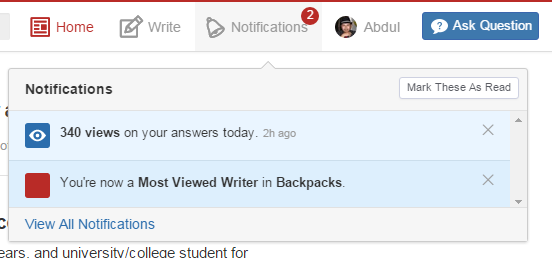 Home Write Notifications 2 Abdul Ask Question
Notifications Mark These As Read
340 views on your answers today. 2h ago
You're now a Most Viewed Writer in Backpacks.
View All Notifications
ears, and university/college student for